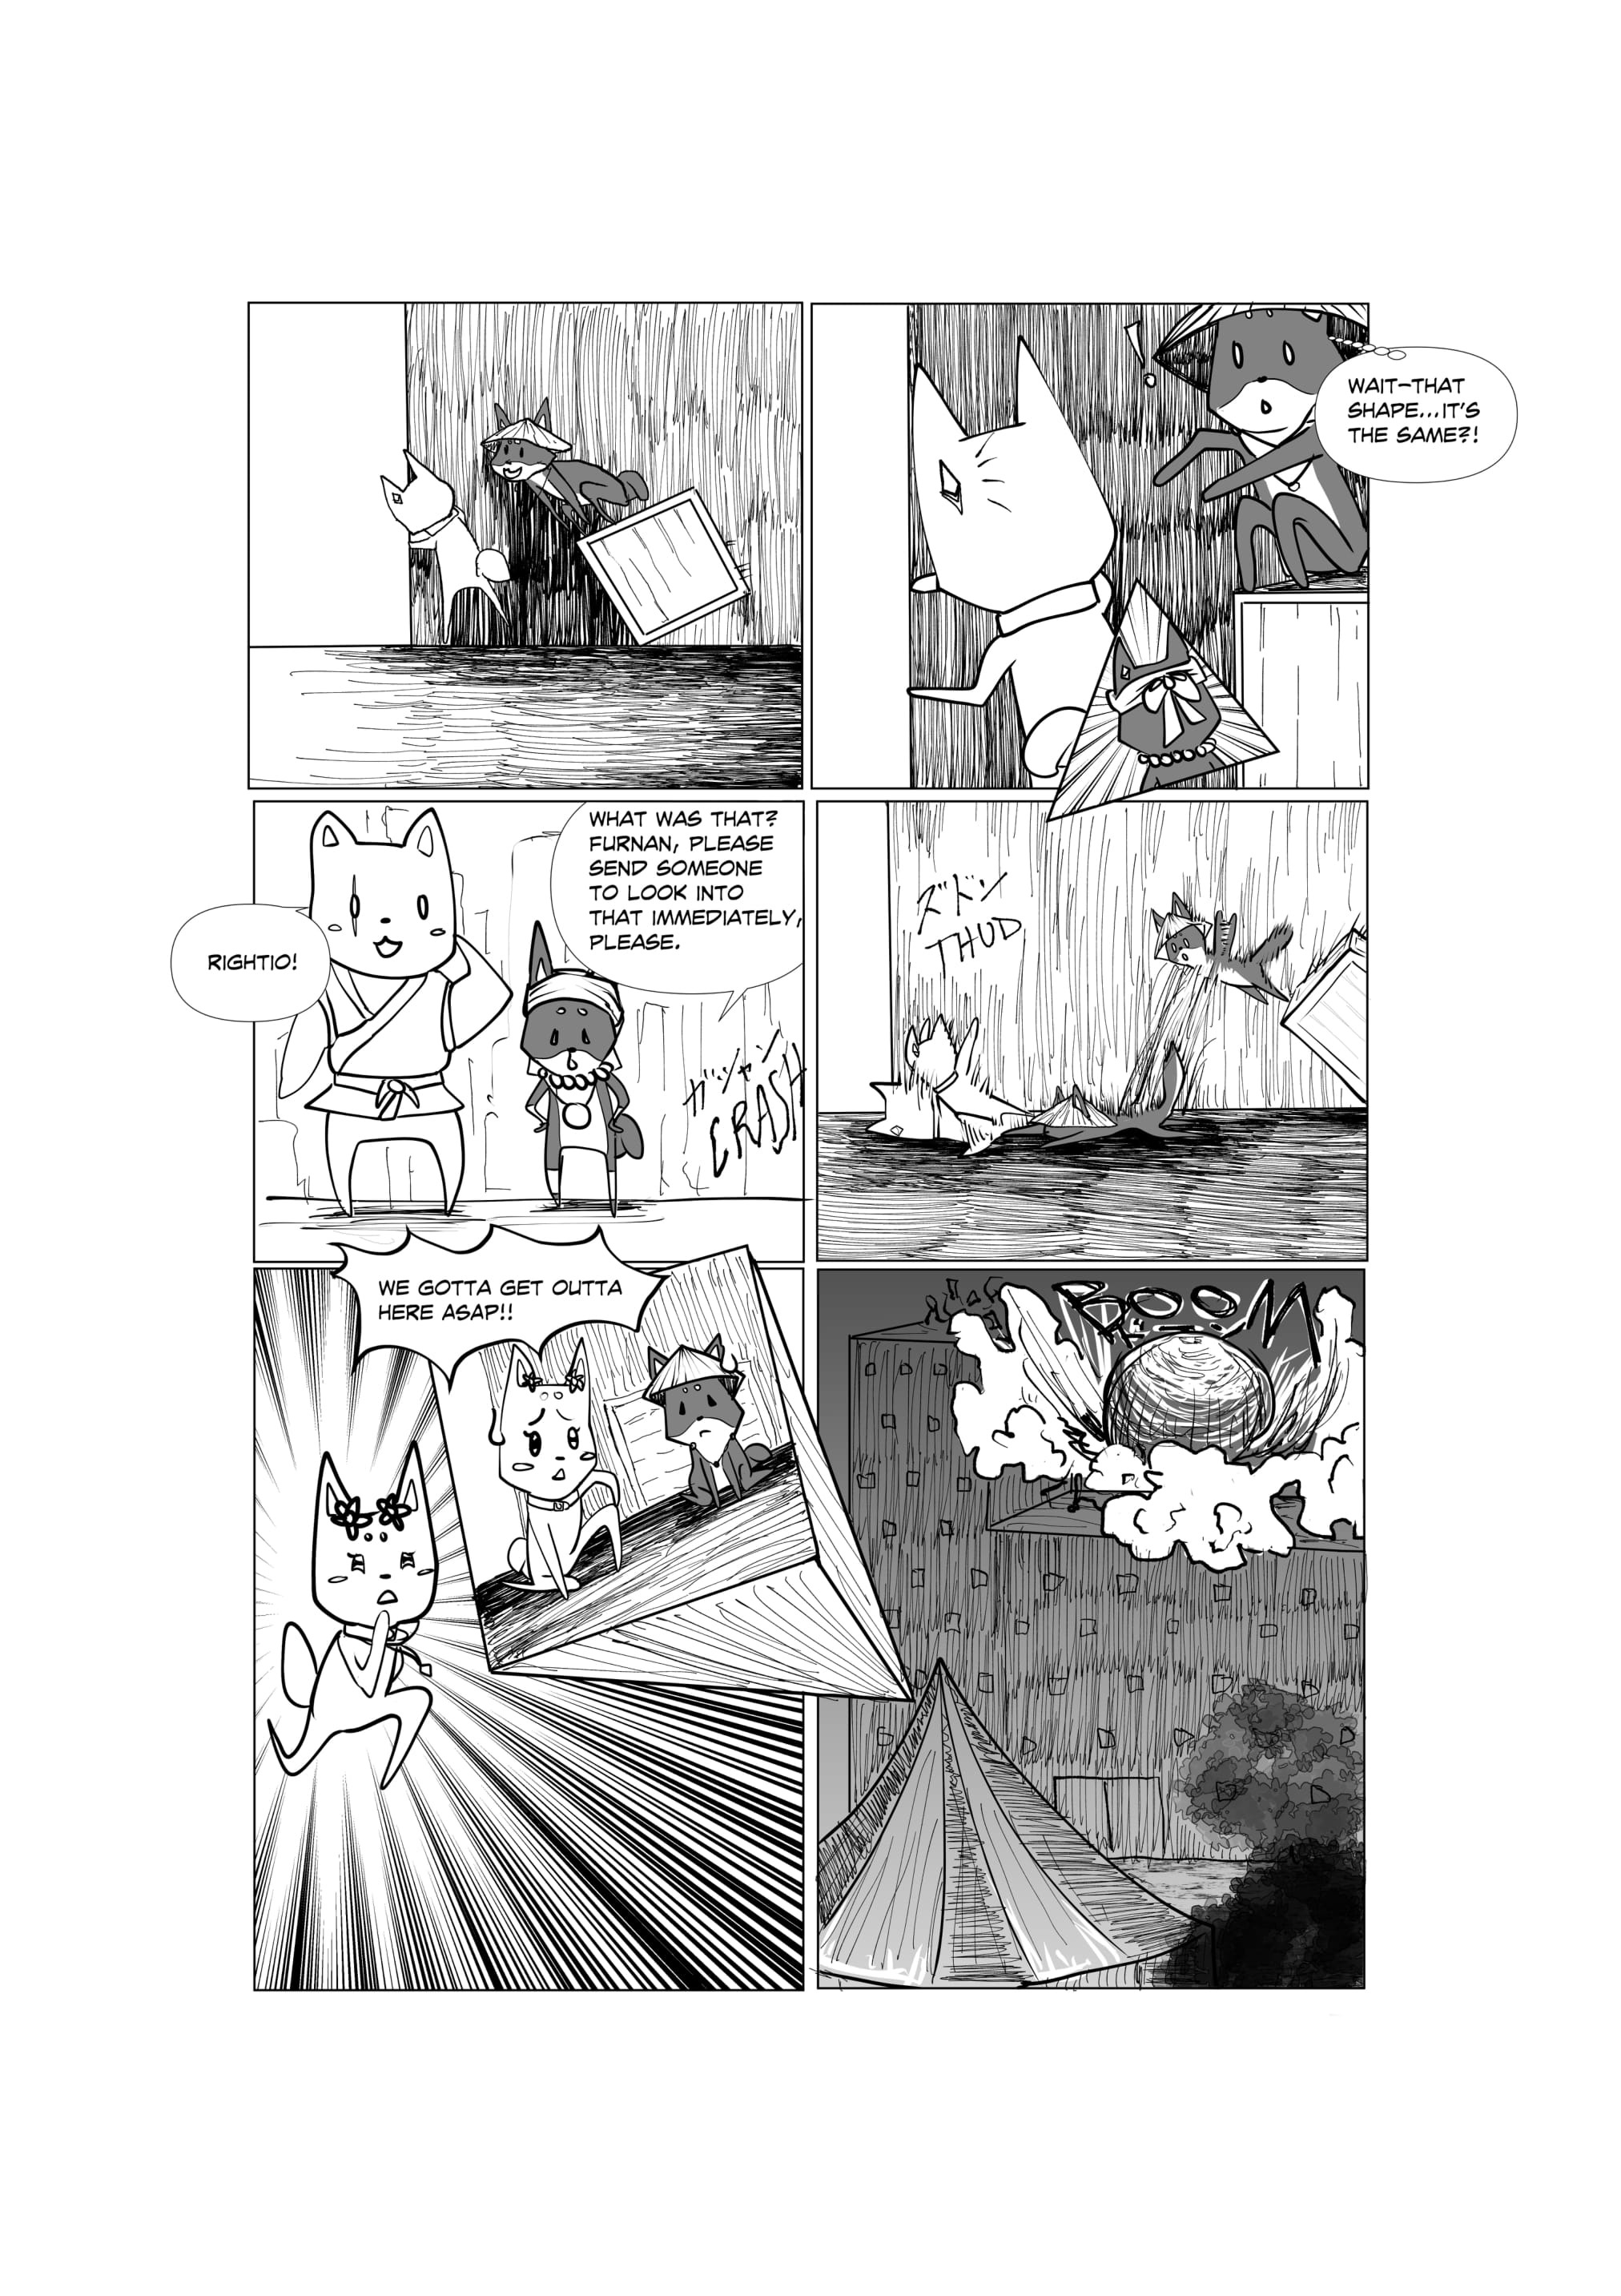 !
WAIT-THAT
SHAPE...IT'S
THE SAME?!
ズドン
THUD
WHAT WAS THAT?
FURNAN, PLEASE
SEND SOMEONE
TO LOOK INTO
THAT IMMEDIATELY,
PLEASE.
ガシャン
CRASH
RIGHTIO!
BOOM
WE GOTTA GET OUTTA
HERE ASAP!!